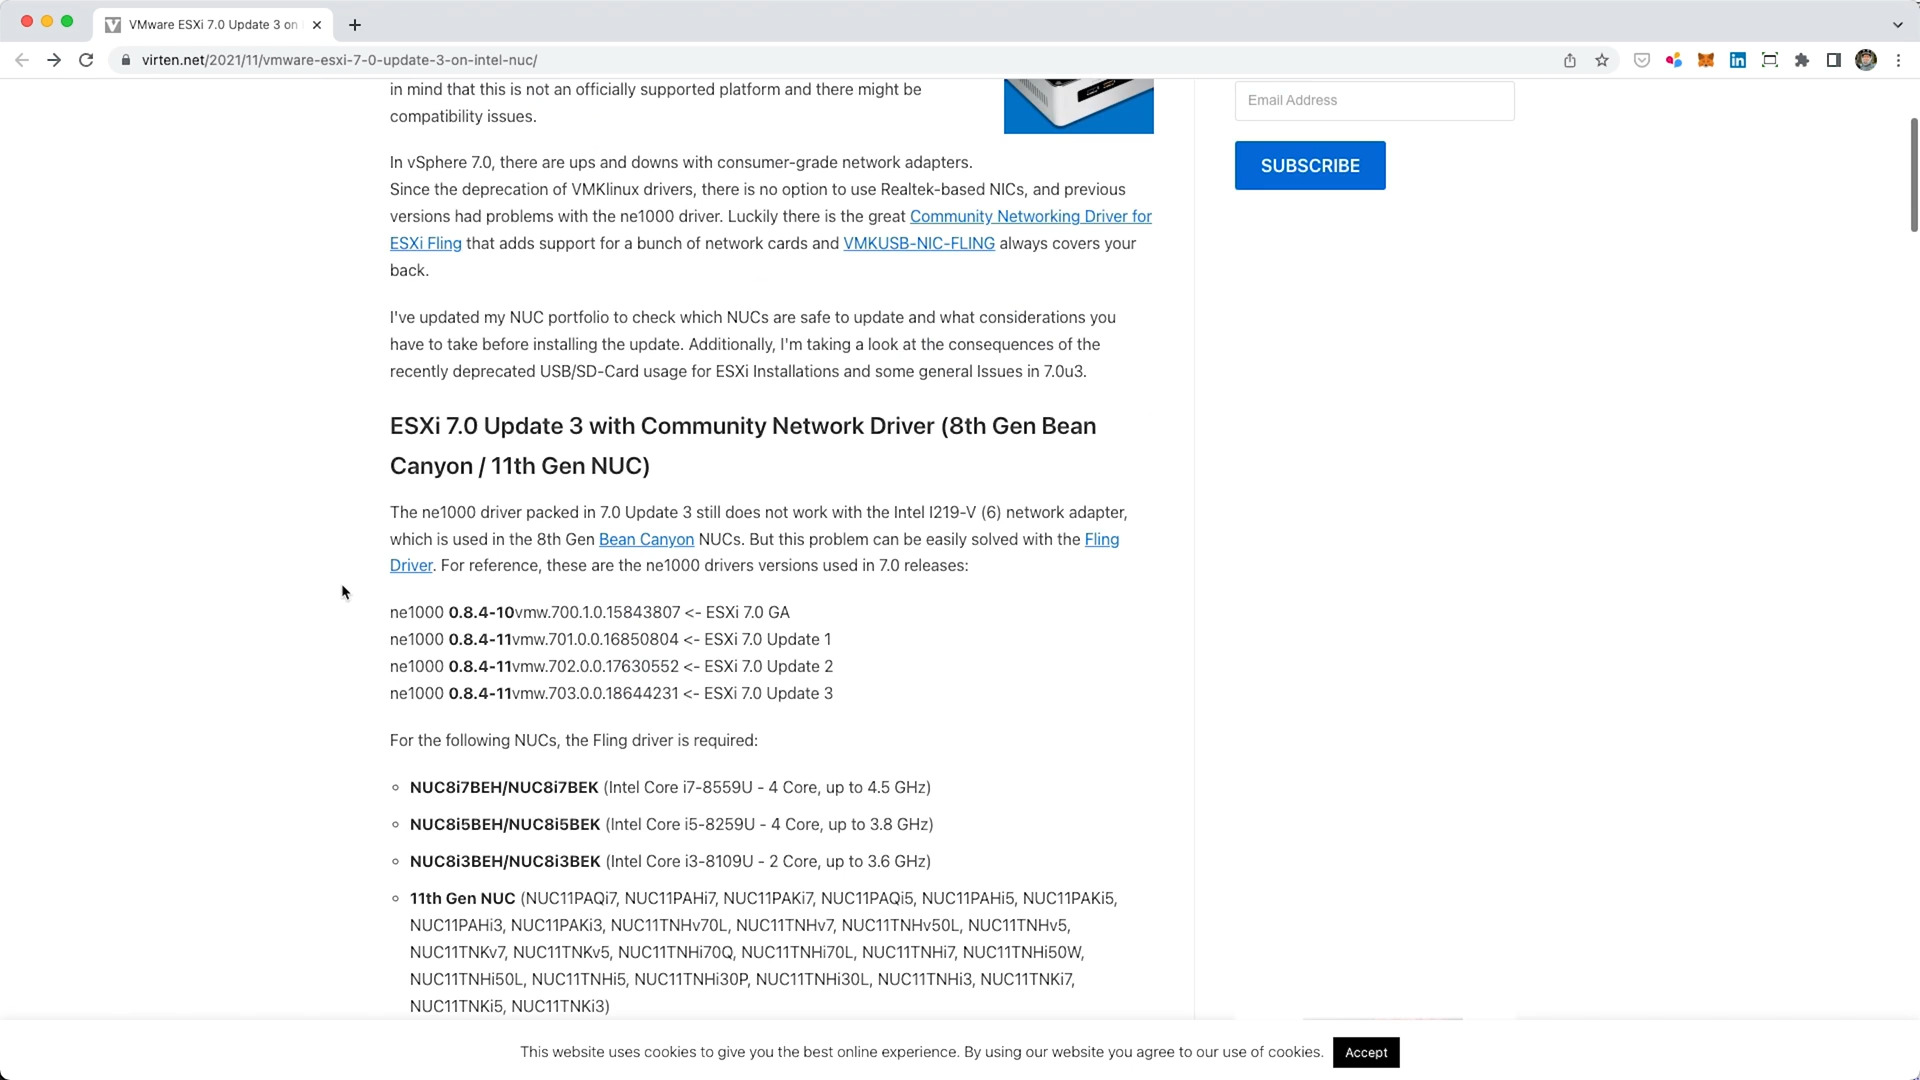 VMware ESXi 7.0 Update 3 on
virten.net/2021/11/vmware-esxi-7-0-update-3-on-intel-nuc/
in mind that this is not an officially supported platform and there might be
compatibility issues.
Email Address
SUBSCRIBE
In vSphere 7.0, there are ups and downs with consumer-grade network adapters.
Since the deprecation of VMKlinux drivers, there is no option to use Realtek-based NICs, and previous
versions had problems with the ne1000 driver. Luckily there is the great Community Networking Driver for
ESXi Fling that adds support for a bunch of network cards and VMKUSB-NIC-FLING always covers your
back.
I've updated my NUC portfolio to check which NUCs are safe to update and what considerations you
have to take before installing the update. Additionally, I'm taking a look at the consequences of the
recently deprecated USB/SD-Card usage for ESXi Installations and some general Issues in 7.0u3.
ESXi 7.0 Update 3 with Community Network Driver (8th Gen Bean
Canyon / 11th Gen NUC)
The ne1000 driver packed in 7.0 Update 3 still does not work with the Intel I219-V (6) network adapter,
which is used in the 8th Gen Bean Canyon NUCs. But this problem can be easily solved with the Fling
Driver. For reference, these are the ne1000 drivers versions used in 7.0 releases:
ne1000 0.8.4-10vmw.700.1.0.15843807 <- ESXi 7.0 GA
ne1000 0.8.4-11vmw.701.0.0.16850804 <- ESXi 7.0 Update 1
ne1000 0.8.4-11vmw.702.0.0.17630552 <- ESXi 7.0 Update 2
ne1000 0.8.4-11vmw.703.0.0.18644231 <- ESXi 7.0 Update 3
For the following NUCs, the Fling driver is required:
NUC8i7BEH/NUC8i7BEK (Intel Core i7-8559U - 4 Core, up to 4.5 GHz)
NUC8i5BEH/NUC8i5BEK (Intel Core i5-8259U - 4 Core, up to 3.8 GHz)
NUC8i3BEH/NUC8i3BEK (Intel Core i3-8109U - 2 Core, up to 3.6 GHz)
11th Gen NUC (NUC11PAQi7, NUC11PAHi7, NUC11PAKi7, NUC11PAQi5, NUC11PAHi5, NUC11PAKi5,
NUC11PAHi3, NUC11PAKi3, NUC11TNHv70L, NUC11TNHv7, NUC11TNHv50L, NUC11TNHv5,
NUC11TNKv7, NUC11TNKv5, NUC11TNHi70Q, NUC11TNHi70L, NUC11TNHi7, NUC11TNHi50W,
NUC11TNHi50L, NUC11TNHi5, NUC11TNHi30P, NUC11TNHi30L, NUC11TNHi3, NUC11TNKi7,
NUC11TNKi5, NUC11TNKi3)
This website uses cookies to give you the best online experience. By using our website you agree to our use of cookies.
Accept